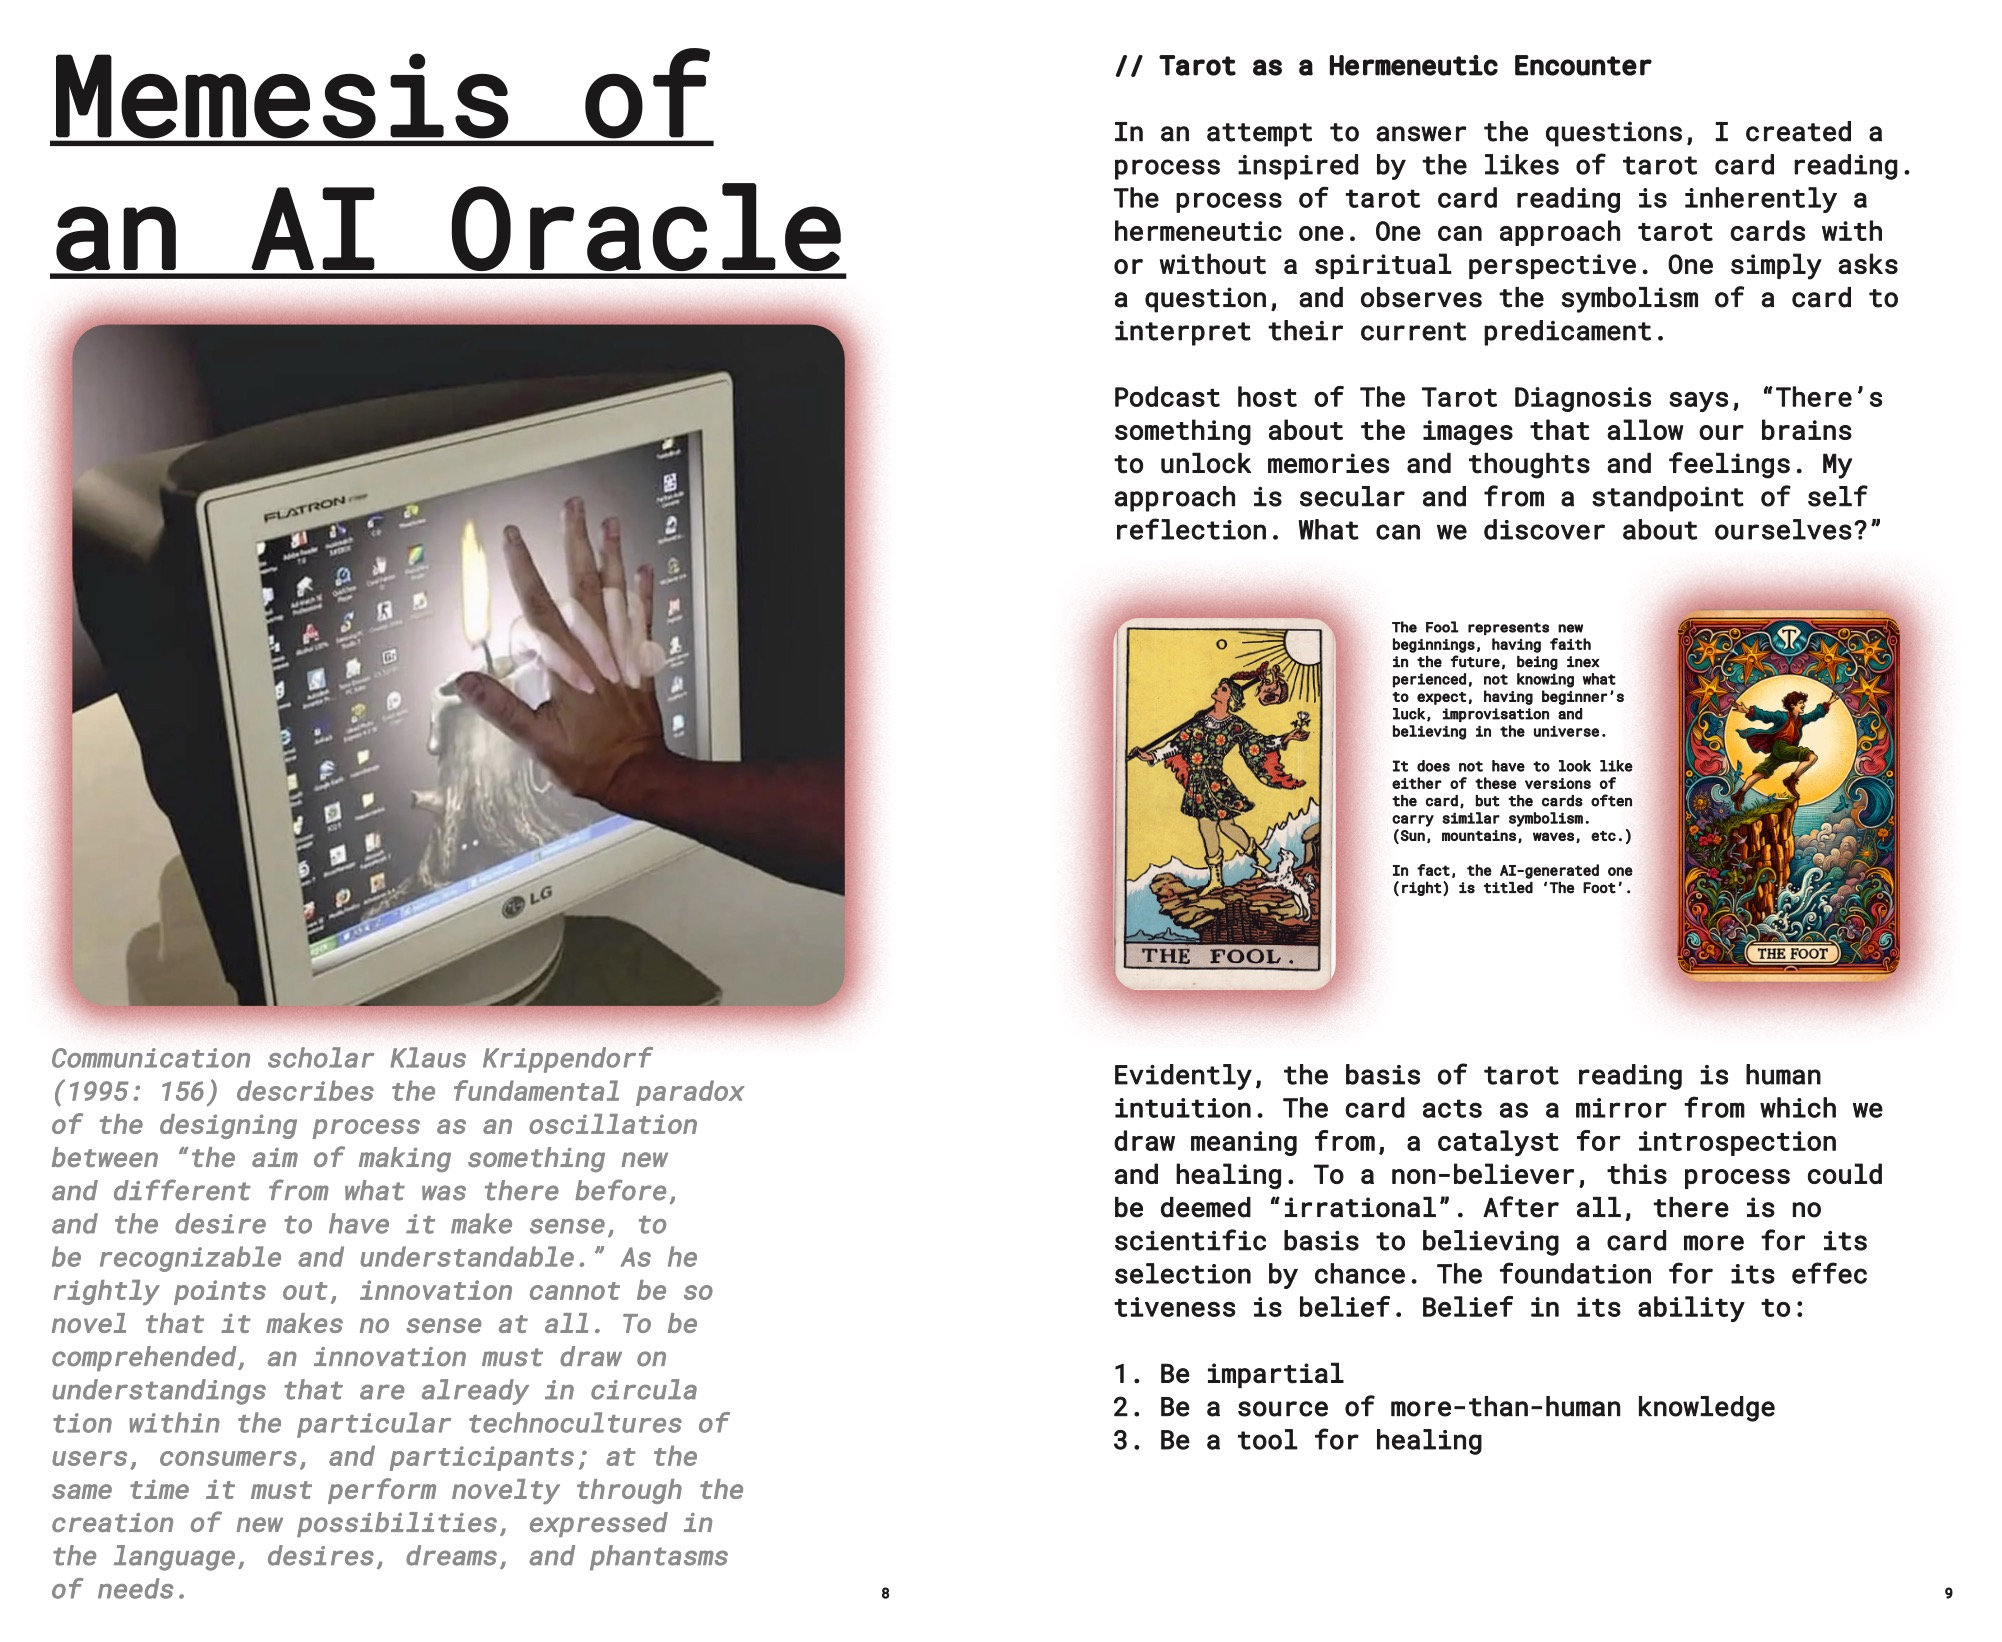 Memesis of
an AI Oracle
FLATRON
LG
Communication scholar Klaus Krippendorf
(1995: 156) describes the fundamental paradox
of the designing process as an oscillation
between “the aim of making something new
and different from what was there before,
and the desire to have it make sense, to
be recognizable and understandable.” As he
rightly points out, innovation cannot be so
novel that it makes no sense at all. To be
comprehended, an innovation must draw on
understandings that are already in circula
tion within the particular technocultures of
users, consumers, and participants; at the
same time it must perform novelty through the
creation of new possibilities, expressed in
the language, desires, dreams, and phantasms
of needs.
8
// Tarot as a Hermeneutic Encounter
In an attempt to answer the questions, I created a
process inspired by the likes of tarot card reading.
The process of tarot card reading is inherently a
hermeneutic one. One can approach tarot cards with
or without a spiritual perspective. One simply asks
a question, and observes the symbolism of a card to
interpret their current predicament.
Podcast host of The Tarot Diagnosis says, “There’s
something about the images that allow our brains
to unlock memories and thoughts and feelings. My
approach is secular and from a standpoint of self
reflection. What can we discover about ourselves?”
0
THE FOOL.
The Fool represents new
beginnings, having faith
in the future, being inex
perienced, not knowing what
to expect, having beginner’s
luck, improvisation and
believing in the universe.
It does not have to look like
either of these versions of
the card, but the cards often
carry similar symbolism.
(Sun, mountains, waves, etc.)
In fact, the AI-generated one
(right) is titled ‘The Foot’.
T
THE FOOT
Evidently, the basis of tarot reading is human
intuition. The card acts as a mirror from which we
draw meaning from, a catalyst for introspection
and healing. To a non-believer, this process could
be deemed “irrational”. After all, there is no
scientific basis to believing a card more for its
selection by chance. The foundation for its effec
tiveness is belief. Belief in its ability to:
1. Be impartial
2. Be a source of more-than-human knowledge
3. Be a tool for healing
9